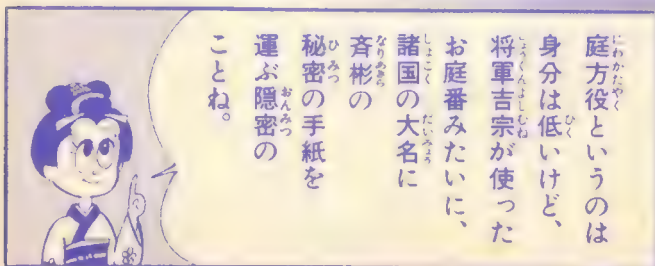 庭方役というのは
身分は低いけど、
将軍吉宗が使った
お庭番みたいに、
諸国の大名に
斉彬の
秘密の手紙を
運ぶ隠密の
ことね。